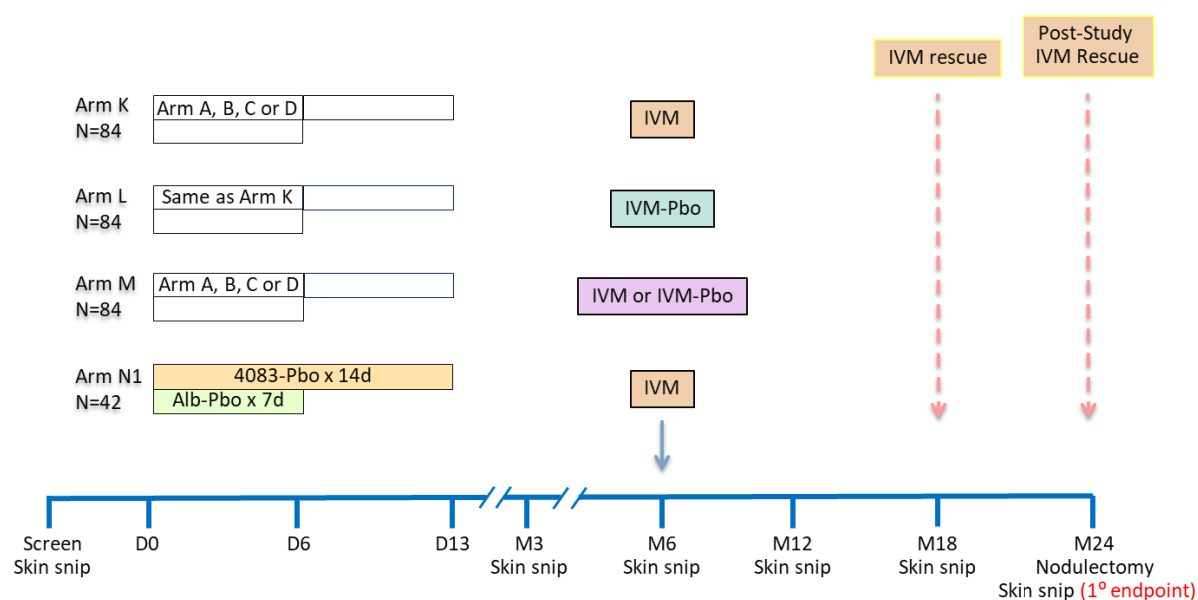 IVM rescue
Post-Study
IVM Rescue
Arm K
N=84
Arm A, B, C or D
IVM
Arm L
N=84
Same as Arm K
IVM-Pbo
Arm M
N=84
Arm A, B, C or D
IVM or IVM-Pbo
Arm N1
N=42
4083-Pbo x 14d
Alb-Pbo x 7d
IVM
Screen
Skin snip
D0
D6
D13
M3
Skin snip
M6
Skin snip
M12
Skin snip
M18
Skin snip
M24
Nodulectomy
Skin snip (1º endpoint)